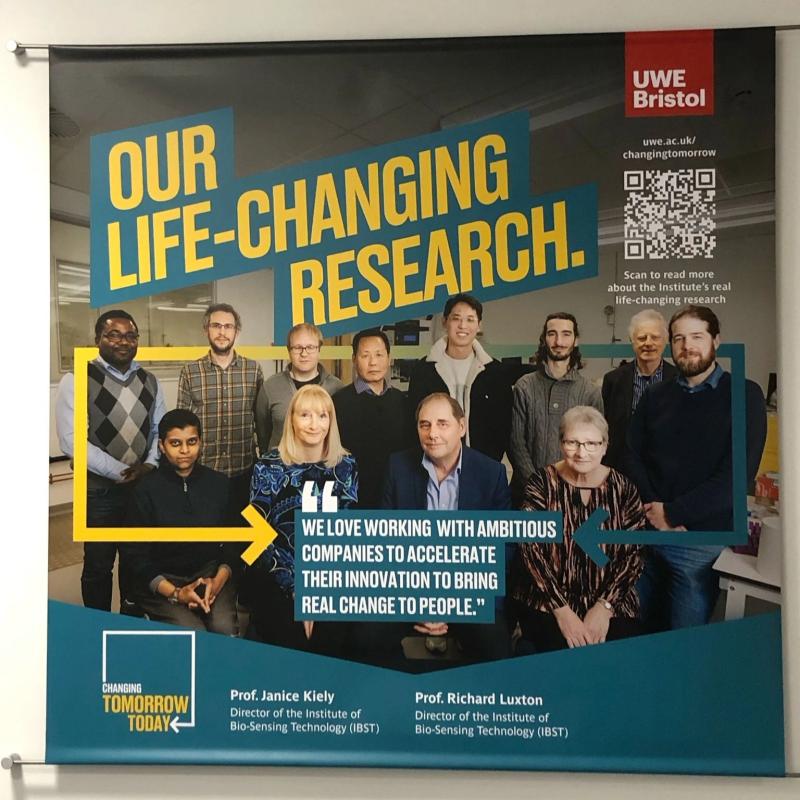 UWE
Bristol
uwe.ac.uk/
changingtomorrow
Scan to read more
about the Institute's real
life-changing research
OUR
LIFE-CHANGING
RESEARCH.
“
WE LOVE WORKING WITH AMBITIOUS
COMPANIES TO ACCELERATE
THEIR INNOVATION TO BRING
REAL CHANGE TO PEOPLE.”
CHANGING
TOMORROW
TODAY
Prof. Janice Kiely
Director of the Institute of
Bio-Sensing Technology (IBST)
Prof. Richard Luxton
Director of the Institute of
Bio-Sensing Technology (IBST)